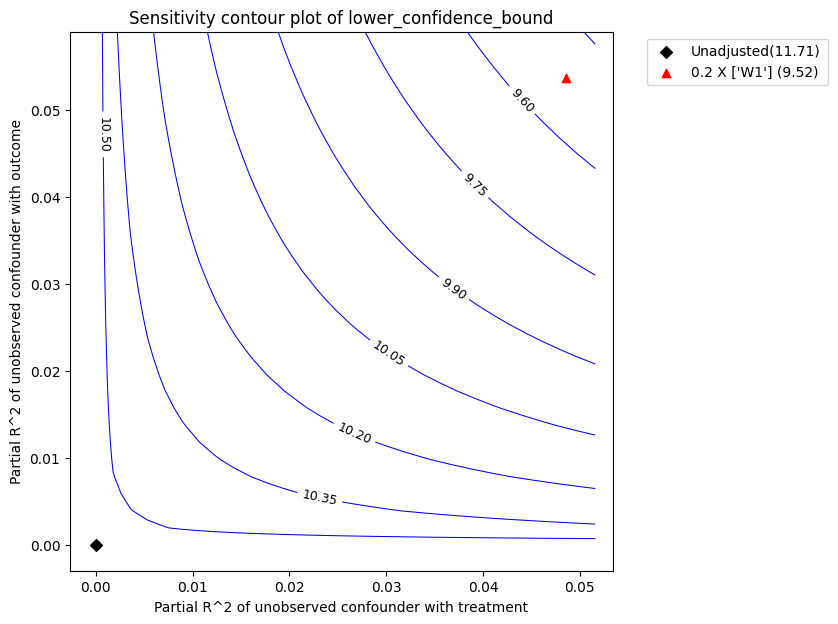 Sensitivity contour plot of lower_confidence_bound
Unadjusted(11.71)
0.2 X ['W1'] (9.52)
Partial R^2 of unobserved confounder with outcome
0.05
0.04
0.03
0.02
0.01
0.00
10.50
9.60
9.75
9.90
10.05
10.20
10.35
0.00 0.01 0.02 0.03 0.04 0.05
Partial R^2 of unobserved confounder with treatment